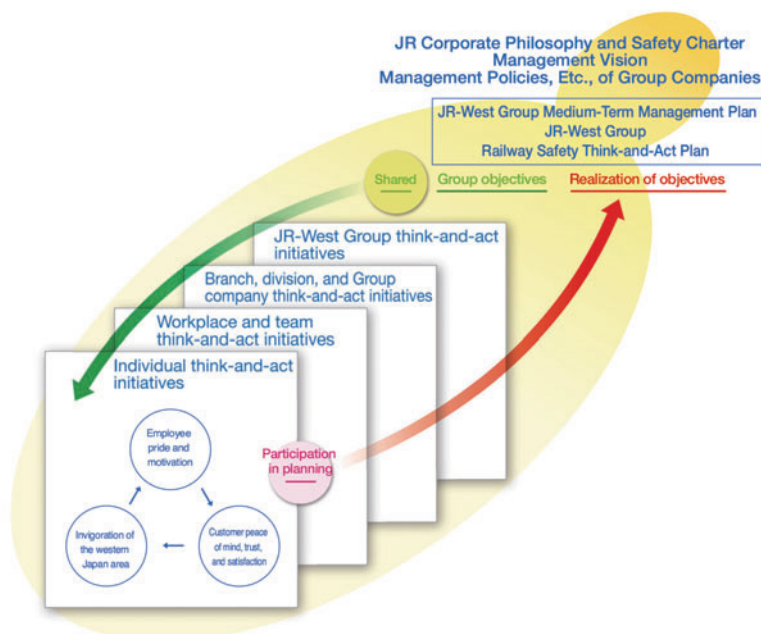 JR Corporate Philosophy and Safety Charter
Management Vision
Management Policies, Etc., of Group Companies
JR-West Group Medium-Term Management Plan
JR-West Group
Railway Safety Think-and-Act Plan
Shared
Group objectives
Realization of objectives
JR-West Group think-and-act
initiatives
Branch, division, and Group
company think-and-act initiatives
Workplace and team
think-and-act initiatives
Individual think-and-act
initiatives
Employee
pride and
motivation
Participation
in planning
Invigoration of
the western
Japan area
Customer peace
of mind, trust,
and satisfaction